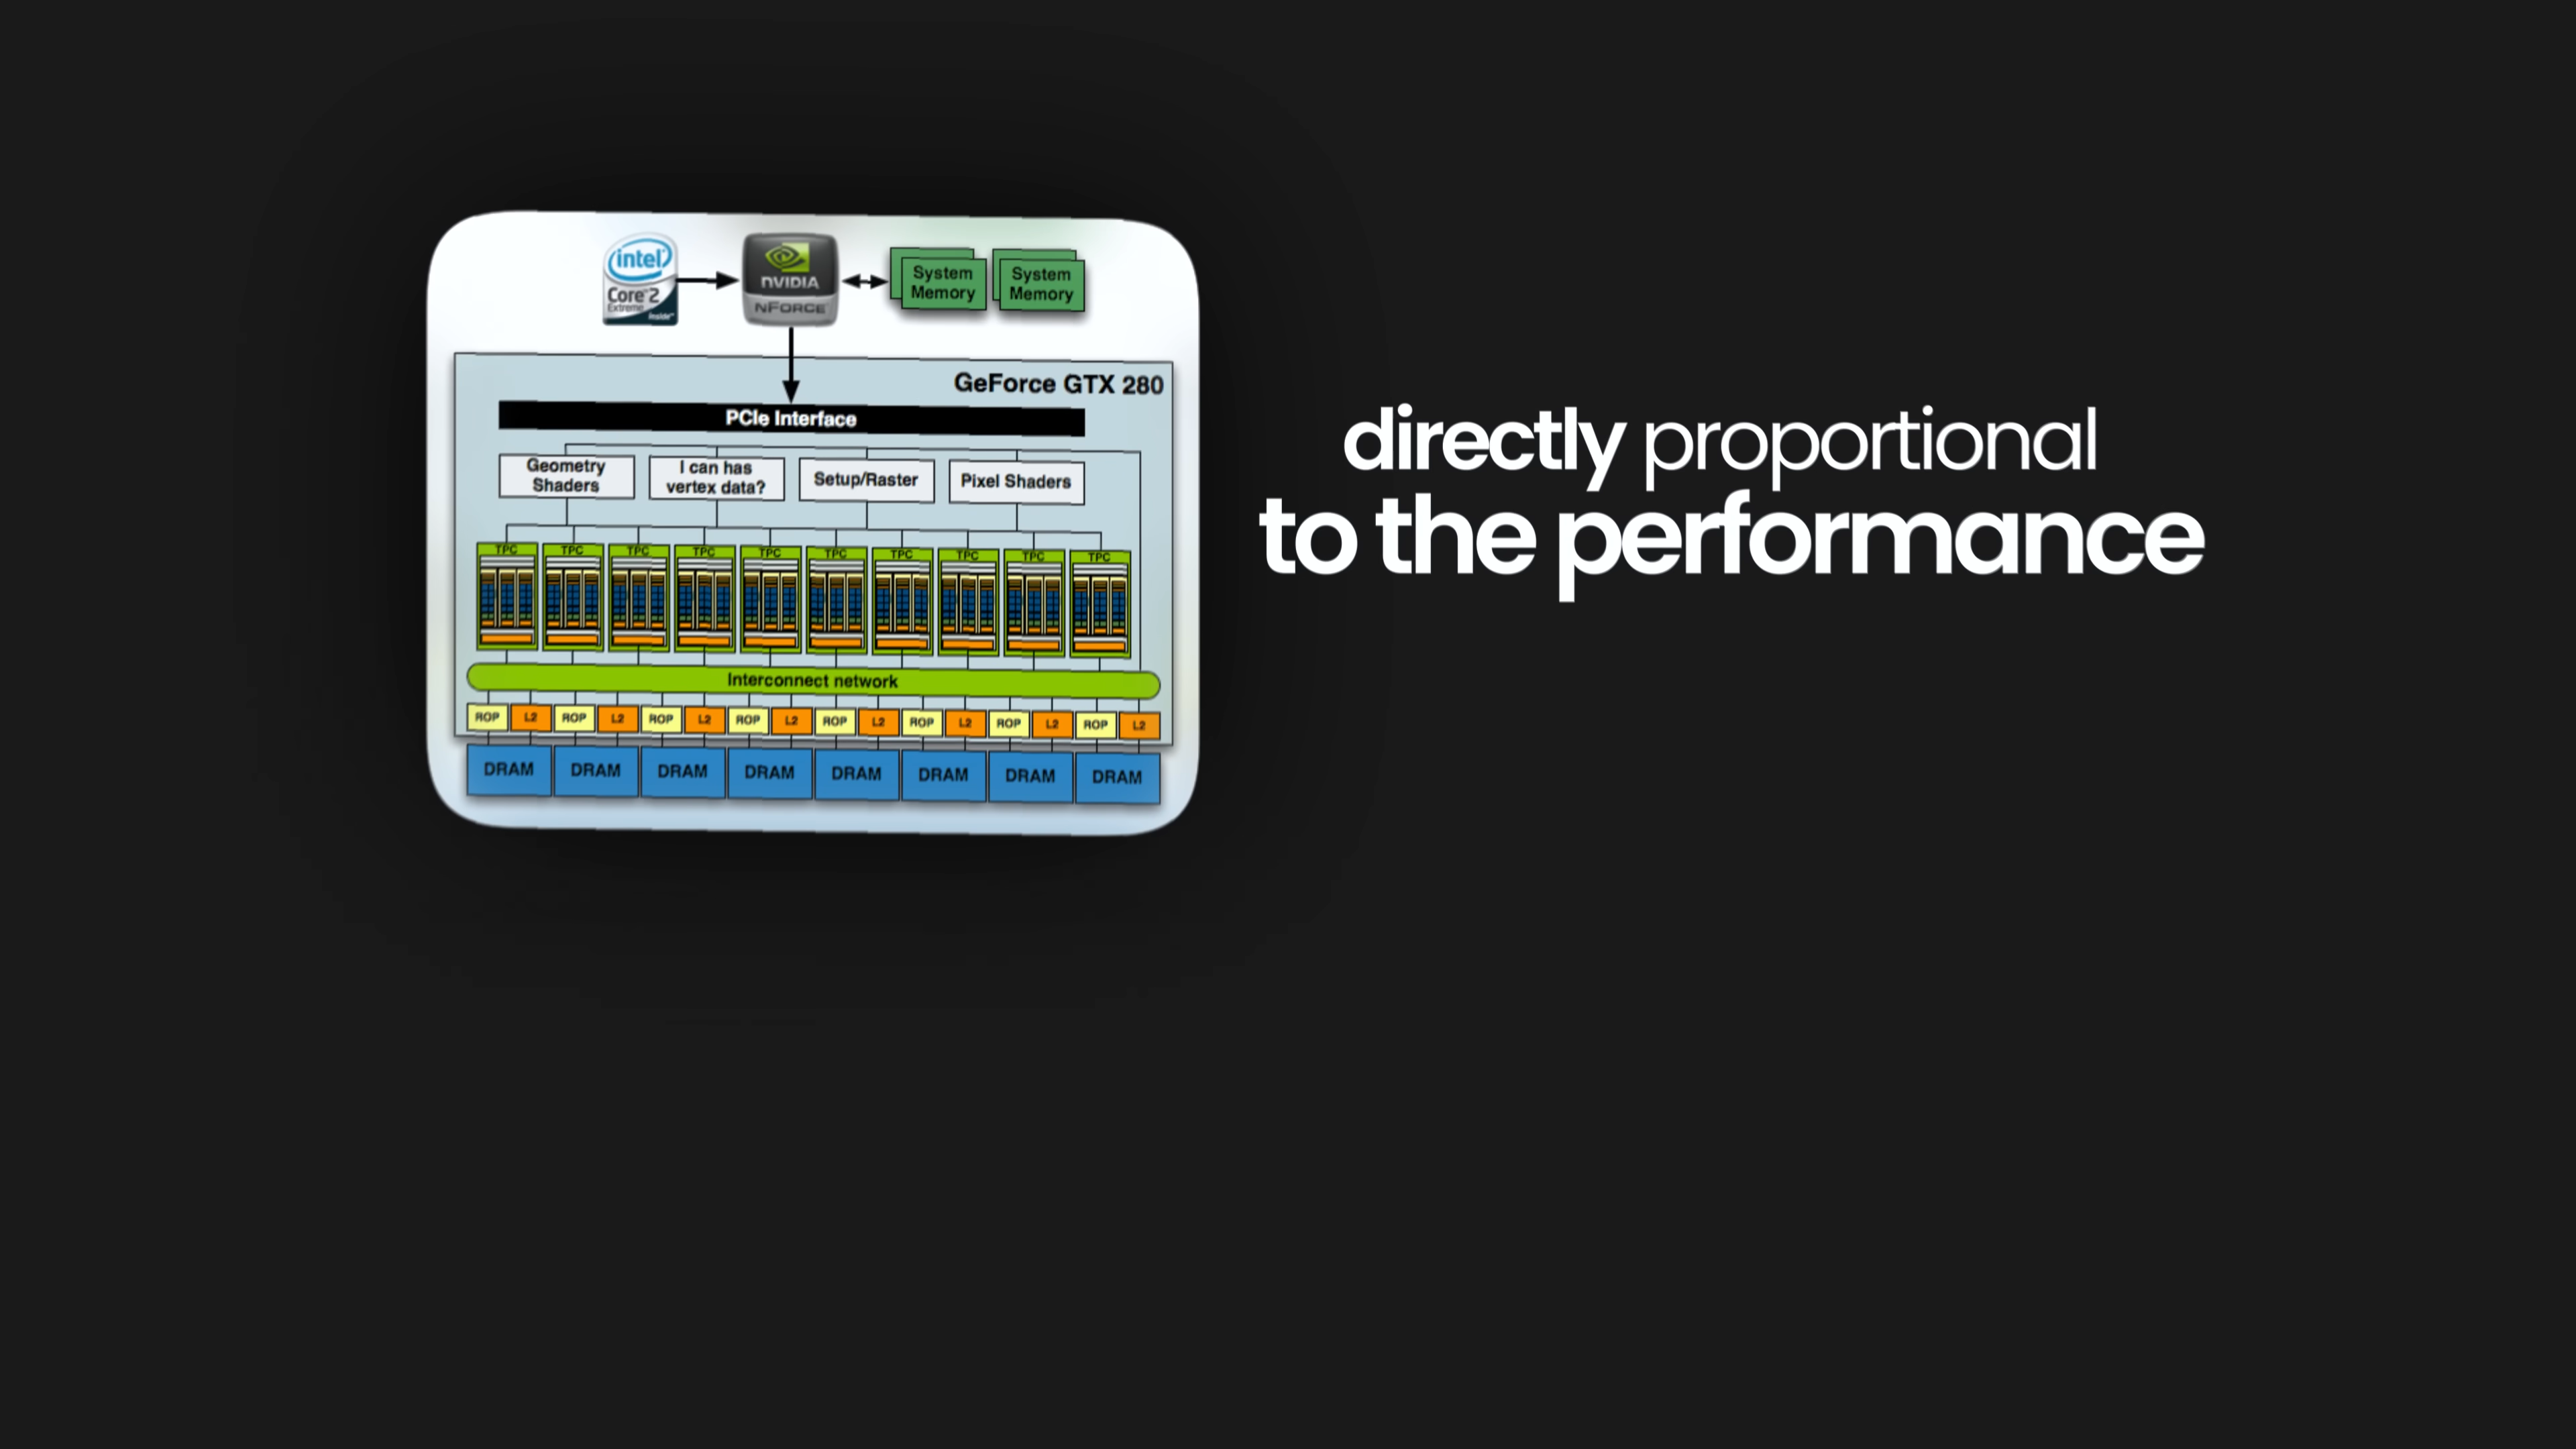 intel
Core 2
Extreme
inside™
NVIDIA
NFORCE
System
Memory
System
Memory
GeForce GTX 280
PCIe Interface
Geometry
Shaders
I can has
vertex data?
Setup/Raster
Pixel Shaders
TPC TPC TPC TPC TPC TPC TPC TPC TPC TPC
Interconnect network
ROP L2 ROP L2 ROP L2 ROP L2 ROP L2 ROP L2 ROP L2 ROP L2
DRAM DRAM DRAM DRAM DRAM DRAM DRAM DRAM
directly proportional
to the performance